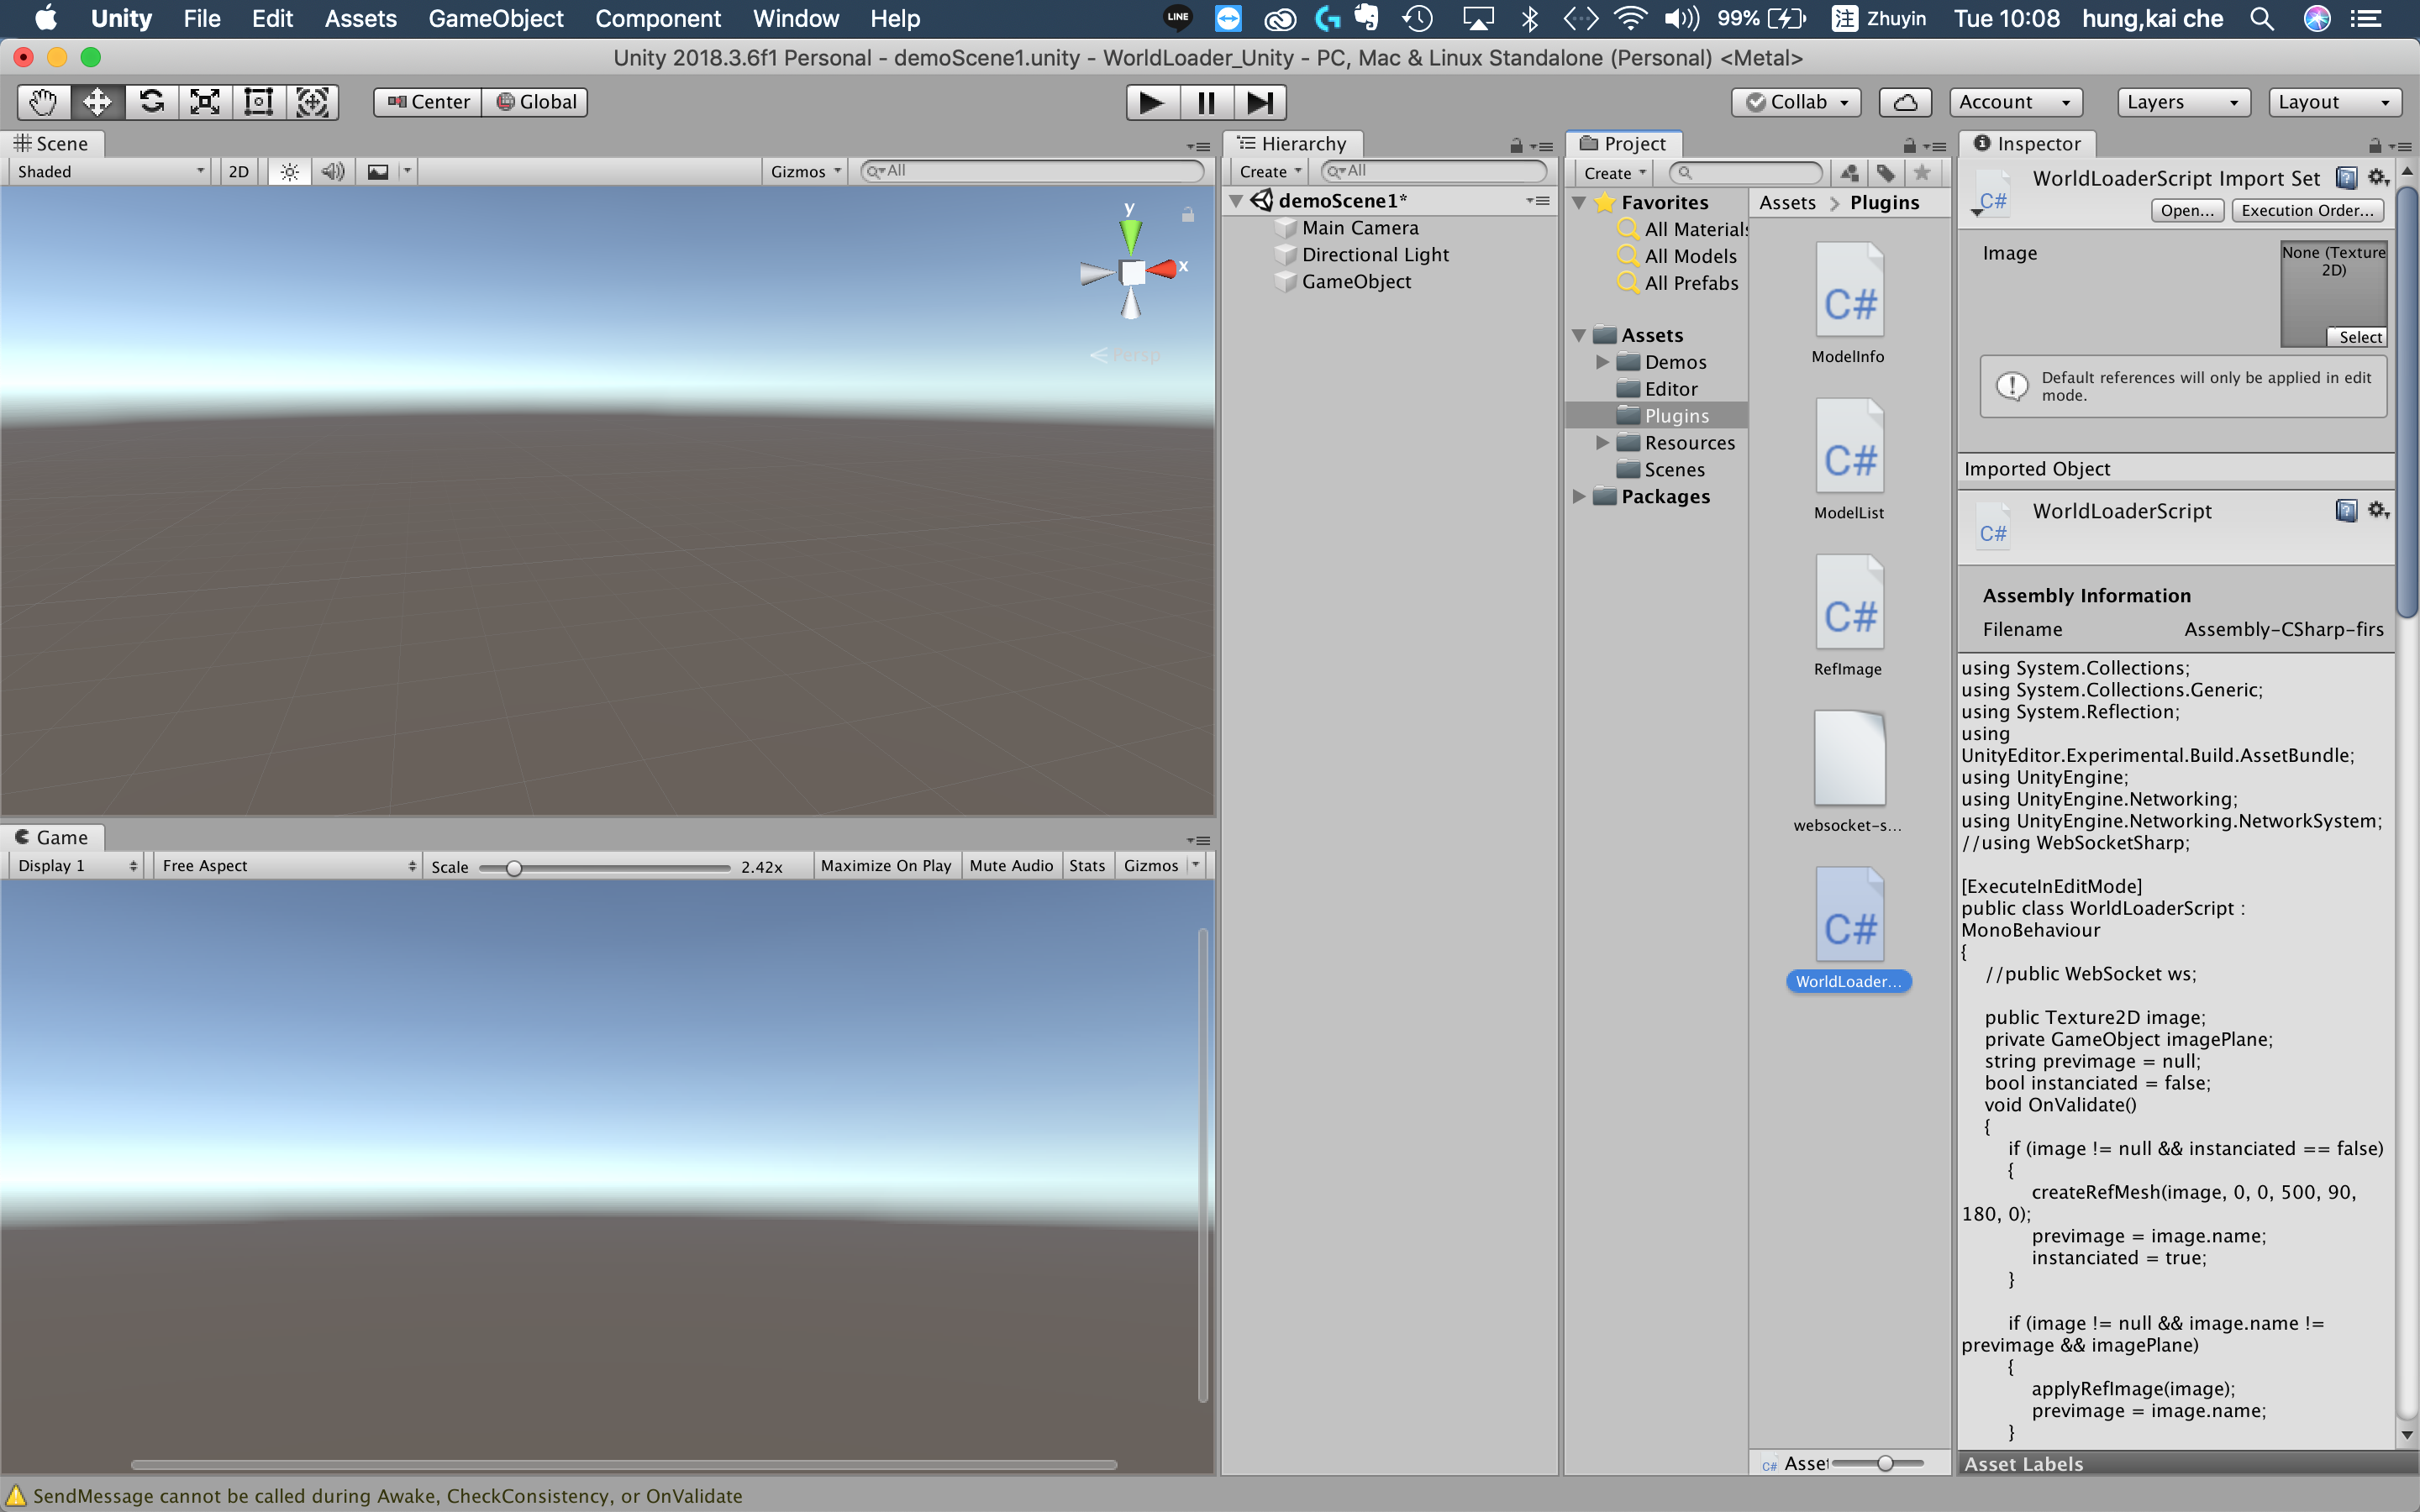 Unity File Edit Assets GameObject Component Window Help LINE 99% 注 Zhuyin Tue 10:08 hung,kai che
Unity 2018.3.6f1 Personal - demoScene1.unity - WorldLoader_Unity - PC, Mac & Linux Standalone (Personal) <Metal>
Center Global Collab Account Layers Layout
Scene
Shaded 2D Gizmos All
y
x
Persp
Game
Display 1 Free Aspect Scale 2.42x Maximize On Play Mute Audio Stats Gizmos
Hierarchy
Create All
demoScene1*
Main Camera
Directional Light
GameObject
Project
Create
Favorites
All Materials
All Models
All Prefabs
Assets
Demos
Editor
Plugins
Resources
Scenes
Packages
Assets > Plugins
C#
ModelInfo
C#
ModelList
C#
RefImage
websocket-s...
C#
WorldLoader...
C# Asset
Inspector
C# WorldLoaderScript Import Set
Open... Execution Order...
Image None (Texture
2D)
Select
Default references will only be applied in edit
mode.
Imported Object
C# WorldLoaderScript
Assembly Information
Filename Assembly-CSharp-firs
using System.Collections;
using System.Collections.Generic;
using System.Reflection;
using
UnityEditor.Experimental.Build.AssetBundle;
using UnityEngine;
using UnityEngine.Networking;
using UnityEngine.Networking.NetworkSystem;
//using WebSocketSharp;
[ExecuteInEditMode]
public class WorldLoaderScript :
MonoBehaviour
{
//public WebSocket ws;
public Texture2D image;
private GameObject imagePlane;
string previmage = null;
bool instanciated = false;
void OnValidate()
{
if (image != null && instanciated == false)
{
createRefMesh(image, 0, 0, 500, 90,
180, 0);
previmage = image.name;
instanciated = true;
}
if (image != null && image.name !=
previmage && imagePlane)
{
applyRefImage(image);
previmage = image.name;
}
Asset Labels
SendMessage cannot be called during Awake, CheckConsistency, or OnValidate